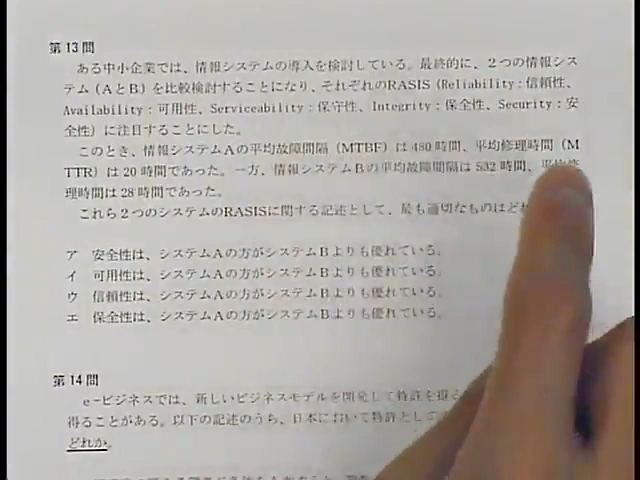 第13問
ある中小企業では、情報システムの導入を検討している。最終的に、２つの情報シス
テム（AとB）を比較検討することになり、それぞれのRASIS（Reliability：信頼性、
Availability：可用性、Serviceability：保守性、Integrity：保全性、Security：安
全性）に注目することにした。
このとき、情報システムAの平均故障間隔（MTBF）は480時間、平均修理時間（M
TTR）は20時間であった。一方、情報システムBの平均故障間隔は532時間、平均修
理時間は28時間であった。
これら２つのシステムのRASISに関する記述として、最も適切なものはどれ
ア 安全性は、システムAの方がシステムBよりも優れている。
イ 可用性は、システムAの方がシステムBよりも優れている。
ウ 信頼性は、システムAの方がシステムBよりも優れている。
エ 保全性は、システムAの方がシステムBよりも優れている。
第14問
e-ビジネスでは、新しいビジネスモデルを開発して特許を
得ることがある。以下の記述のうち、日本において特許として
どれか。